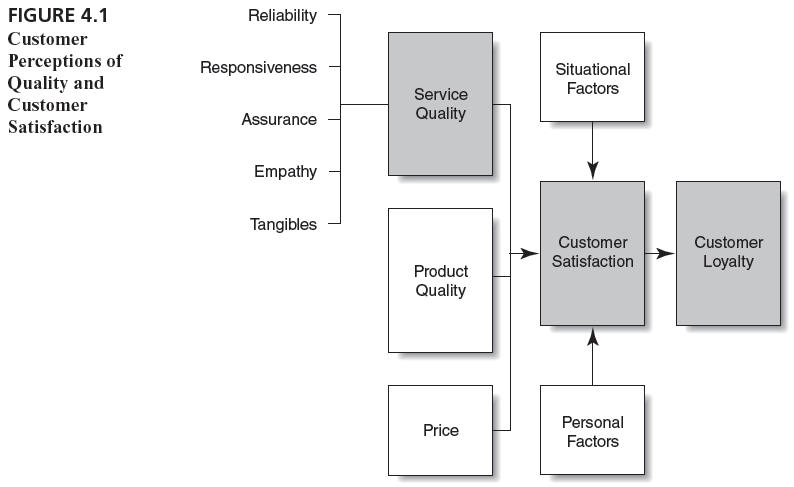 FIGURE 4.1
Customer
Perceptions of
Quality and
Customer
Satisfaction
Reliability
Responsiveness
Assurance
Empathy
Tangibles
Service
Quality
Product
Quality
Price
Situational
Factors
Customer
Satisfaction
Personal
Factors
Customer
Loyalty